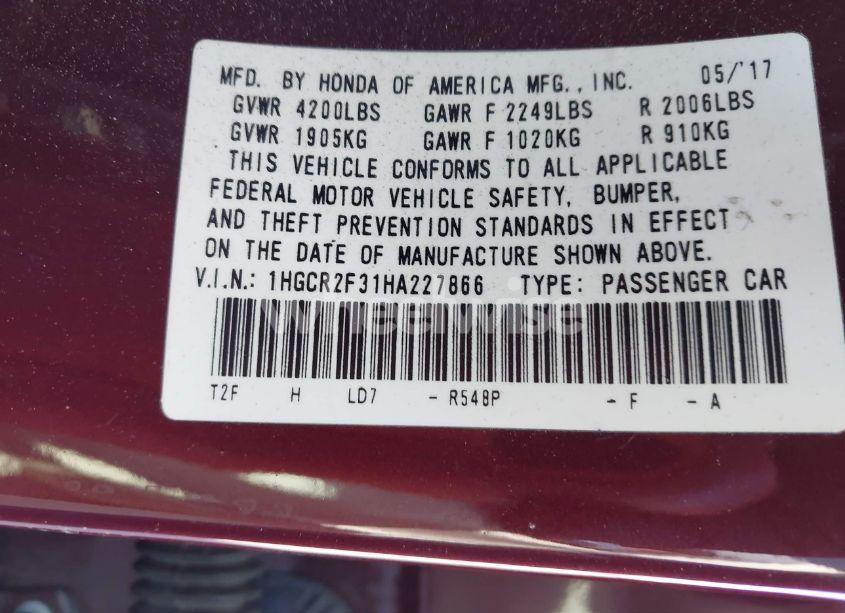 MFD. BY HONDA OF AMERICA MFG., INC. 05/'17
GVWR 4200LBS GAWR F 2249LBS R 2006LBS
GVWR 1905KG GAWR F 1020KG R 910KG
THIS VEHICLE CONFORMS TO ALL APPLICABLE
FEDERAL MOTOR VEHICLE SAFETY, BUMPER,
AND THEFT PREVENTION STANDARDS IN EFFECT
ON THE DATE OF MANUFACTURE SHOWN ABOVE.
V.I.N.: 1HGCR2F31HA227866 TYPE: PASSENGER CAR
Wheelwise
T2F H LD7 - R548P - F - A